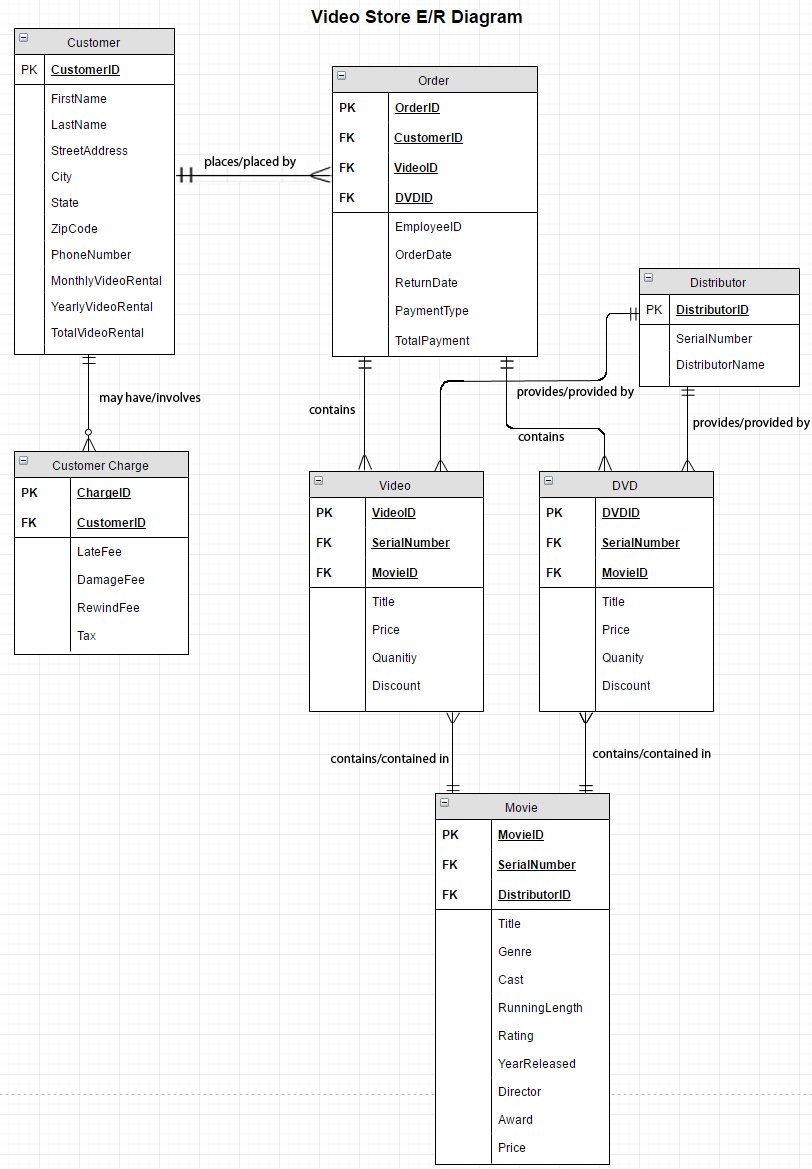 Video Store E/R Diagram
Customer
PK CustomerID
FirstName
LastName
StreetAddress
City
State
ZipCode
PhoneNumber
MonthlyVideoRental
YearlyVideoRental
TotalVideoRental
places/placed by
Order
PK OrderID
FK CustomerID
FK VideoID
FK DVDID
EmployeeID
OrderDate
ReturnDate
PaymentType
TotalPayment
Distributor
PK DistributorID
SerialNumber
DistributorName
may have/involves
contains
provides/provided by
contains
provides/provided by
Customer Charge
PK ChargeID
FK CustomerID
LateFee
DamageFee
RewindFee
Tax
Video
PK VideoID
FK SerialNumber
FK MovieID
Title
Price
Quanitiy
Discount
DVD
PK DVDID
FK SerialNumber
FK MovieID
Title
Price
Quanity
Discount
contains/contained in
contains/contained in
Movie
PK MovieID
FK SerialNumber
FK DistributorID
Title
Genre
Cast
RunningLength
Rating
YearReleased
Director
Award
Price